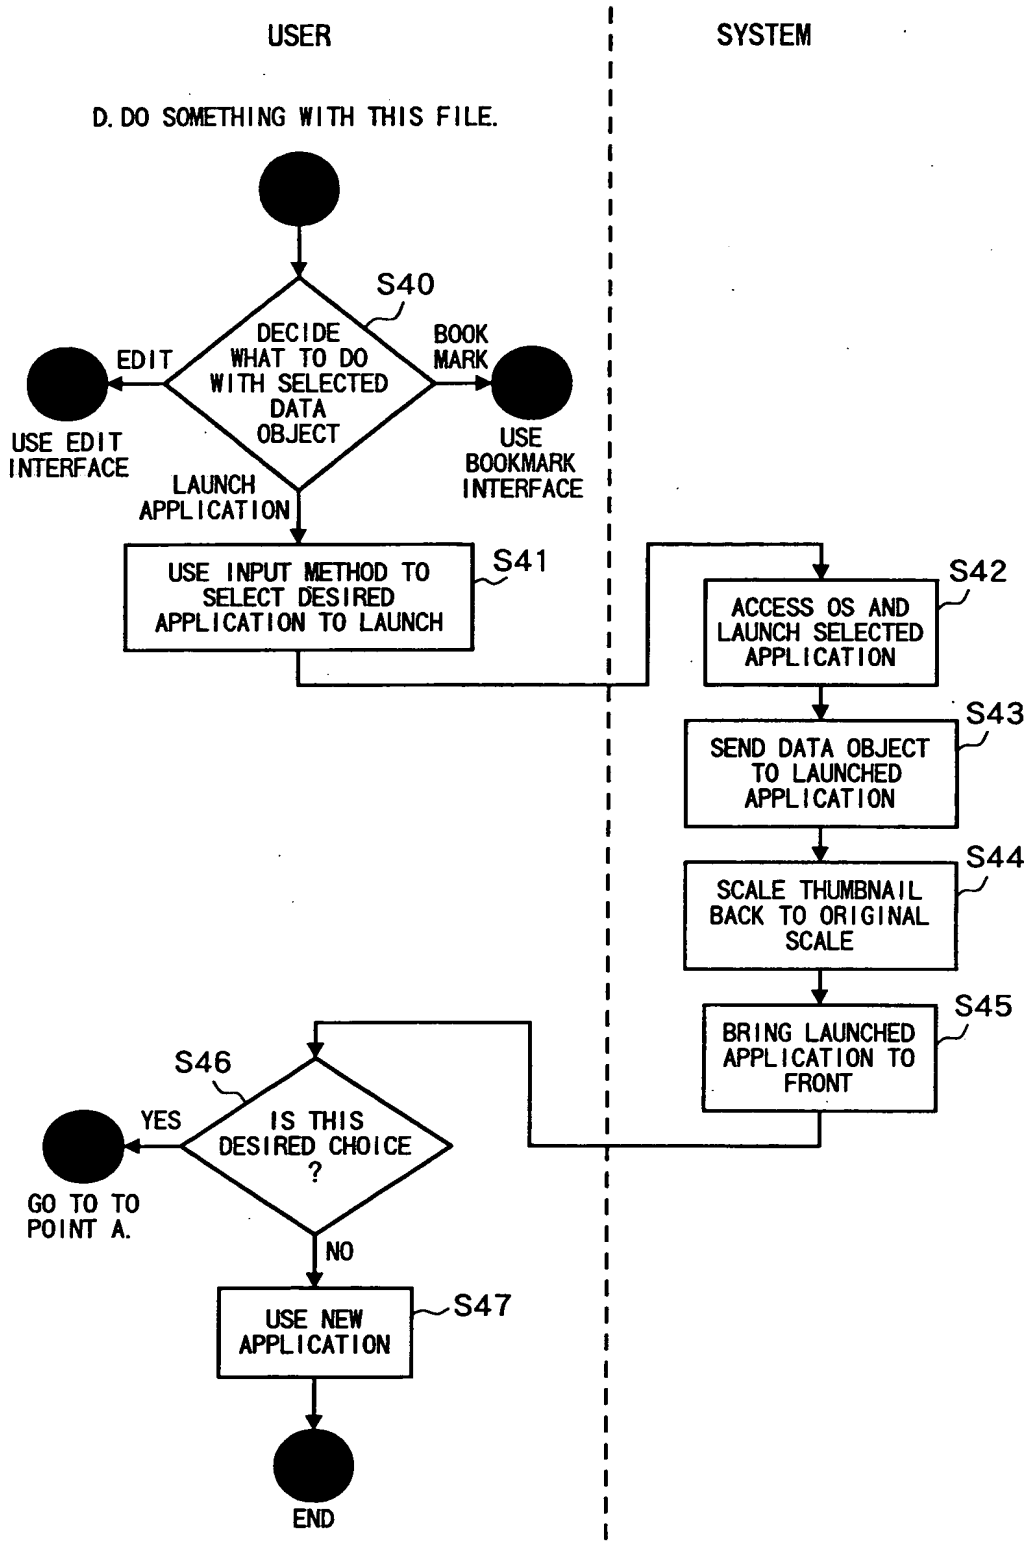 USER
SYSTEM
D. DO SOMETHING WITH THIS FILE.
S40
DECIDE
WHAT TO DO
WITH SELECTED
DATA
OBJECT
EDIT
BOOK
MARK
USE EDIT
INTERFACE
USE
BOOKMARK
INTERFACE
LAUNCH
APPLICATION
S41
USE INPUT METHOD TO
SELECT DESIRED
APPLICATION TO LAUNCH
S42
ACCESS OS AND
LAUNCH SELECTED
APPLICATION
S43
SEND DATA OBJECT
TO LAUNCHED
APPLICATION
S44
SCALE THUMBNAIL
BACK TO ORIGINAL
SCALE
S45
BRING LAUNCHED
APPLICATION TO
FRONT
S46
IS THIS
DESIRED CHOICE
?
YES
GO TO TO
POINT A.
NO
S47
USE NEW
APPLICATION
END